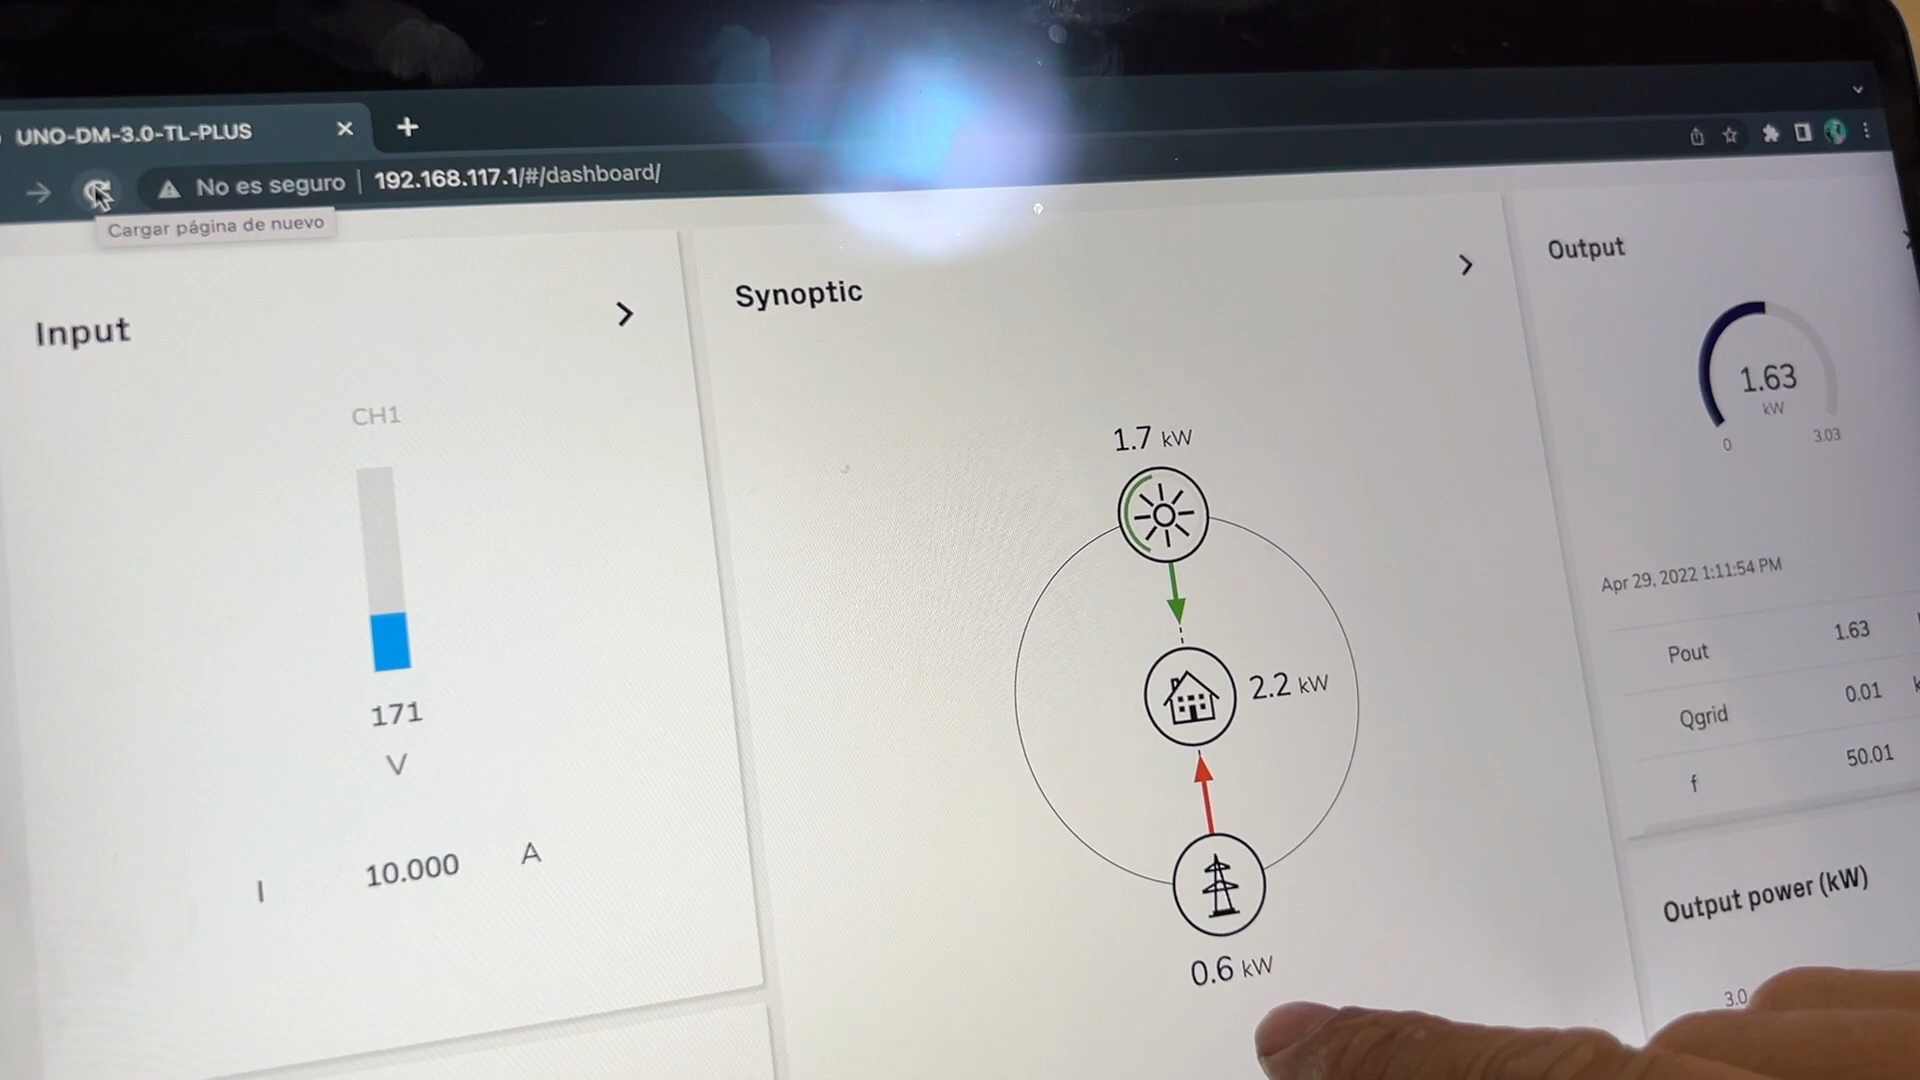 UNO-DM-3.0-TL-PLUS
No es seguro | 192.168.117.1/#/dashboard/
Cargar página de nuevo
Input
CH1
171
V
I 10.000 A
Synoptic
1.7 kW
2.2 kW
0.6 kW
Output
1.63
kW
0 3.03
Apr 29, 2022 1:11:54 PM
Pout 1.63
Qgrid 0.01
f 50.01
Output power (kW)
3.0